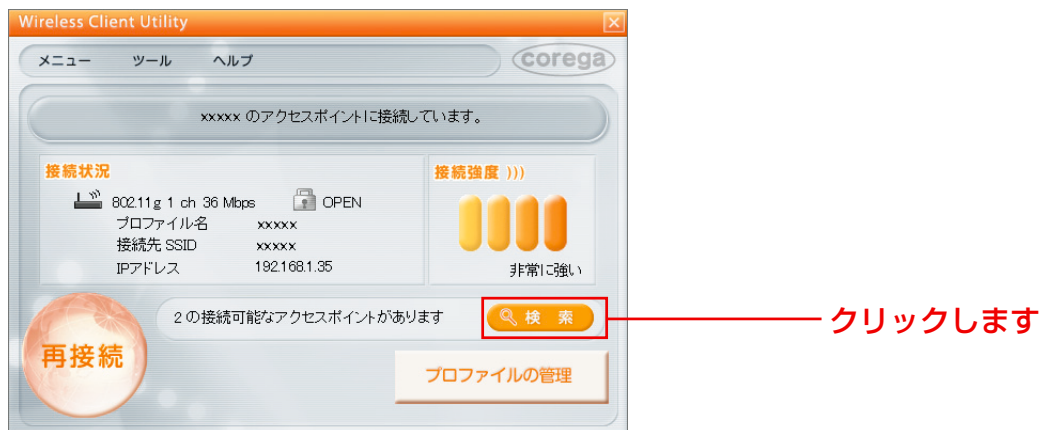 Wireless Client Utility
メニュー ツール ヘルプ corega
xxxxx のアクセスポイントに接続しています。
接続状況
802.11g 1 ch 36 Mbps OPEN
プロファイル名 xxxxx
接続先 SSID xxxxx
IPアドレス 192.168.1.35
接続強度 )))
非常に強い
2 の接続可能なアクセスポイントがあります 検 索
クリックします
再接続
プロファイルの管理